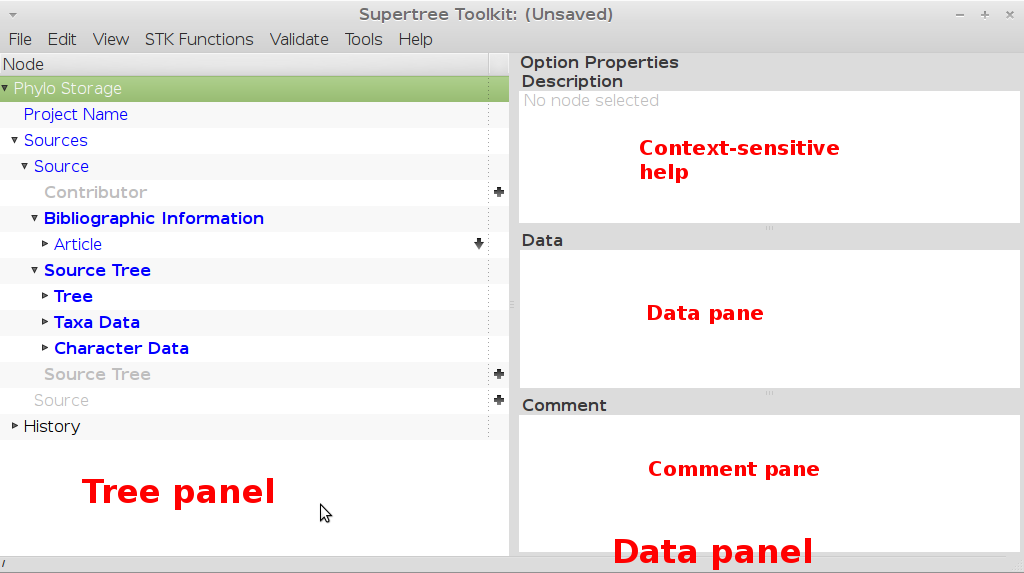 Supertree Toolkit: (Unsaved)
File Edit View STK Functions Validate Tools Help
Node
Phylo Storage
Project Name
Sources
Source
Contributor
Bibliographic Information
Article
Source Tree
Tree
Taxa Data
Character Data
Source Tree
Source
History
Tree panel
/
Option Properties
Description
No node selected
Context-sensitive
help
Data
Data pane
Comment
Comment pane
Data panel